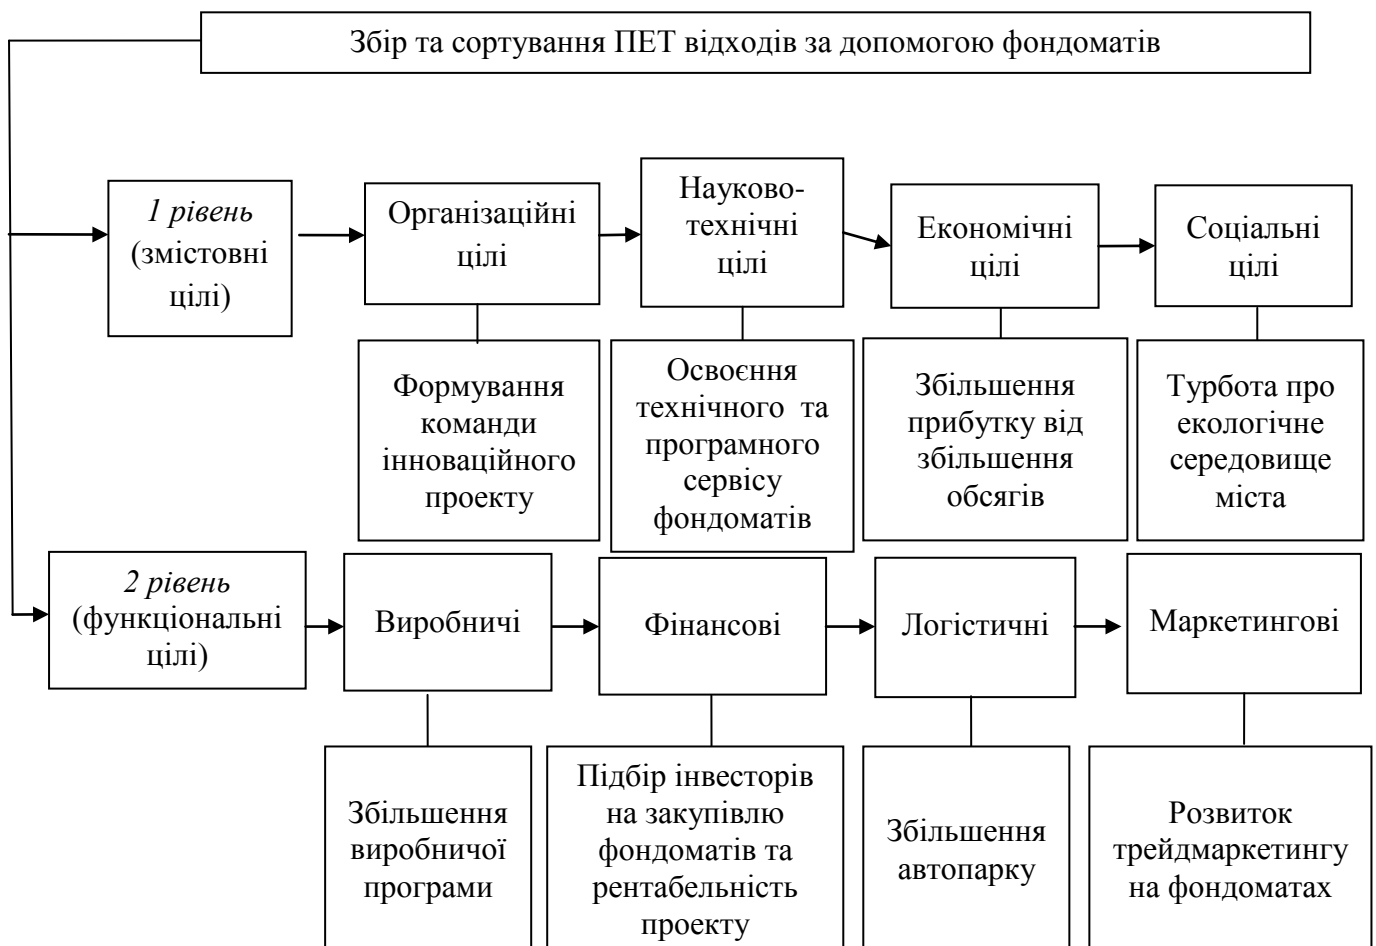 Збір та сортування ПЕТ відходів за допомогою фондоматів
1 рівень
(змістовні
цілі)
Організаційні
цілі
Науково-
технічні
цілі
Економічні
цілі
Соціальні
цілі
Формування
команди
інноваційного
проекту
Освоєння
технічного та
програмного
сервісу
фондоматів
Збільшення
прибутку від
збільшення
обсягів
Турбота про
екологічне
середовище
міста
2 рівень
(функціональні
цілі)
Виробничі
Фінансові
Логістичні
Маркетингові
Збільшення
виробничої
програми
Підбір інвесторів
на закупівлю
фондоматів та
рентабельність
проекту
Збільшення
автопарку
Розвиток
трейдмаркетингу
на фондоматах